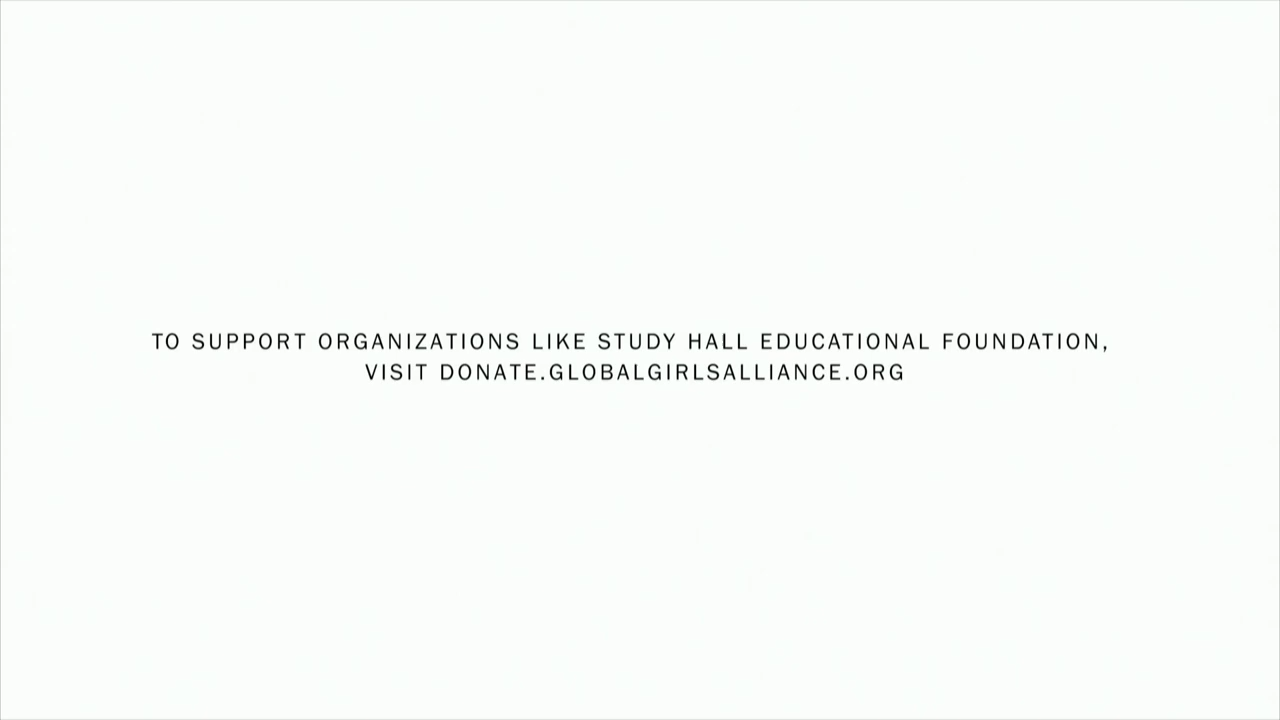 TO SUPPORT ORGANIZATIONS LIKE STUDY HALL EDUCATIONAL FOUNDATION,
VISIT DONATE.GLOBALGIRLSALLIANCE.ORG